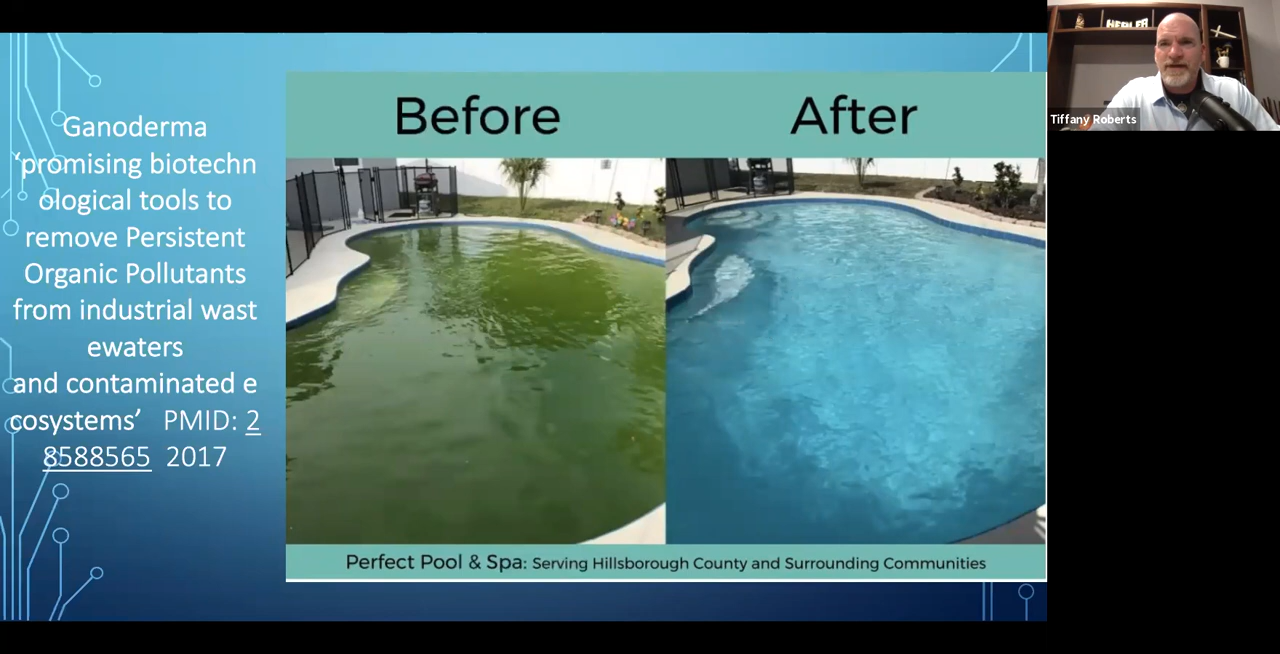 Ganoderma
‘promising biotechn
ological tools to
remove Persistent
Organic Pollutants
from industrial wast
ewaters
and contaminated e
cosystems’ PMID: 2
8588565 2017
Before
After
Perfect Pool & Spa: Serving Hillsborough County and Surrounding Communities
HEALER
Tiffany Roberts